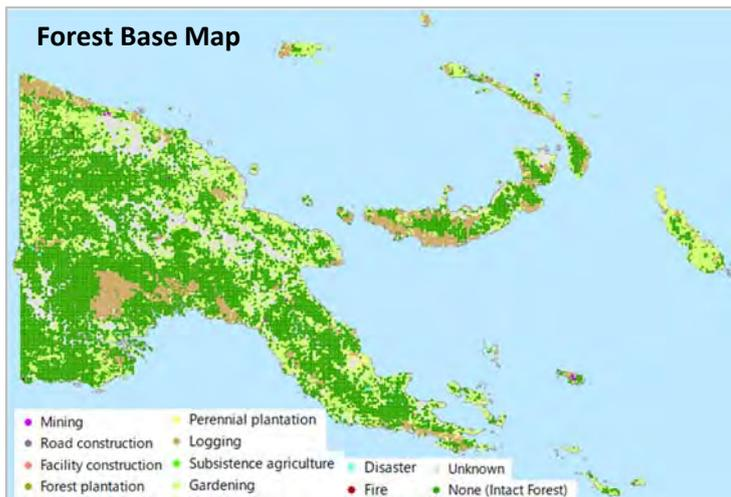 Forest Base Map
Mining
Road construction
Facility construction
Forest plantation
Perennial plantation
Logging
Subsistence agriculture
Gardening
Disaster
Fire
Unknown
None (Intact Forest)